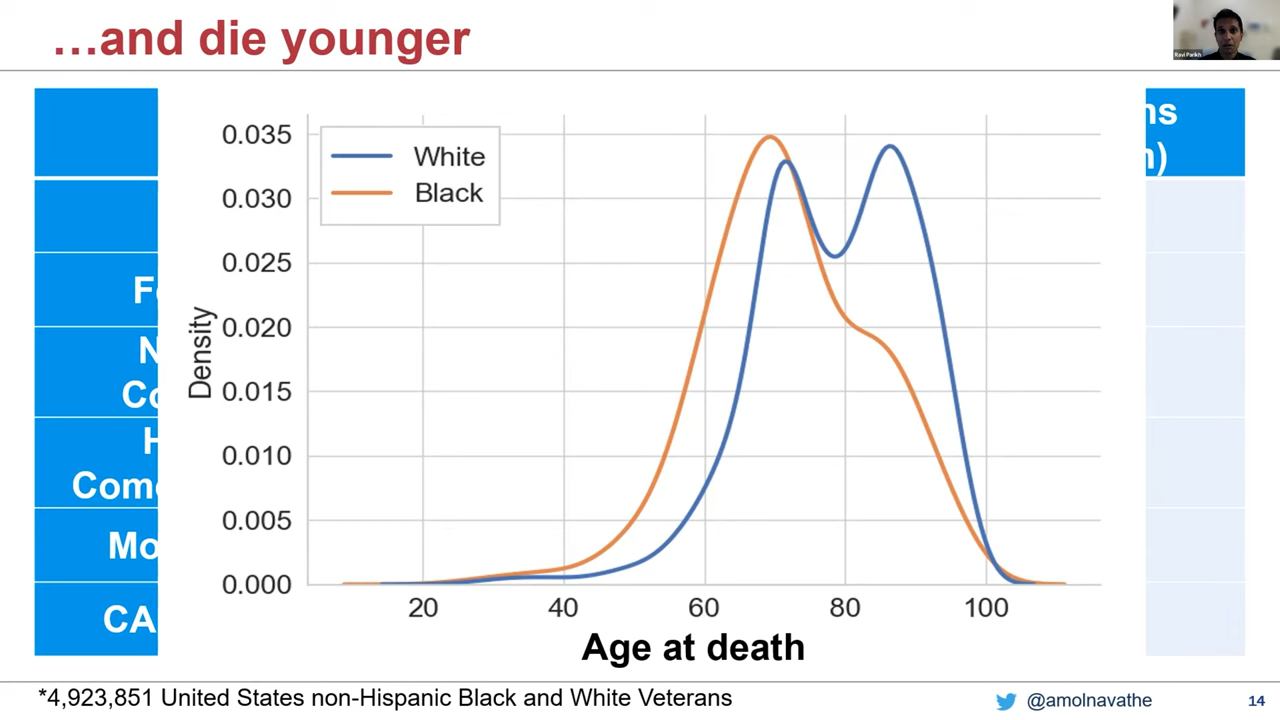 …and die younger
Ravi Parikh
White
Black
0.035
0.030
0.025
0.020
0.015
0.010
0.005
0.000
Density
20 40 60 80 100
Age at death
*4,923,851 United States non-Hispanic Black and White Veterans
@amolnavathe
14